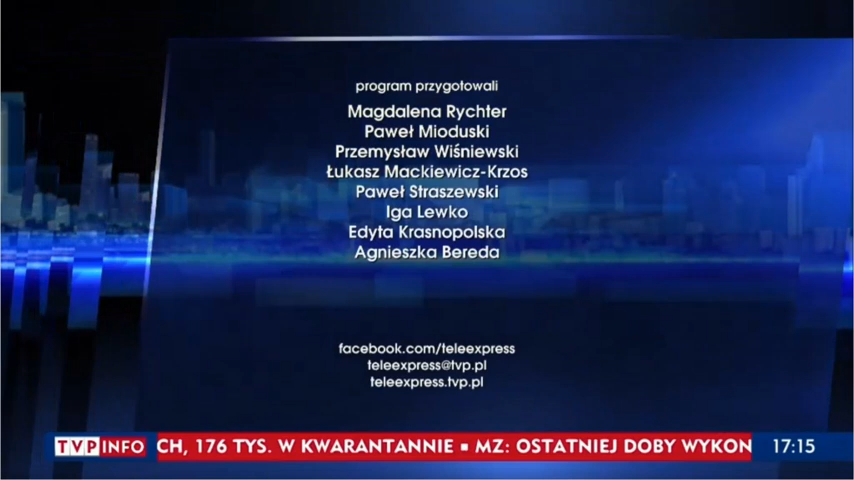 program przygotowali
Magdalena Rychter
Paweł Mioduski
Przemysław Wiśniewski
Łukasz Mackiewicz-Krzos
Paweł Straszewski
Iga Lewko
Edyta Krasnopolska
Agnieszka Bereda
facebook.com/teleexpress
teleexpress@tvp.pl
teleexpress.tvp.pl
TVP INFO CH, 176 TYS. W KWARANTANNIE ▪ MZ: OSTATNIEJ DOBY WYKON 17:15